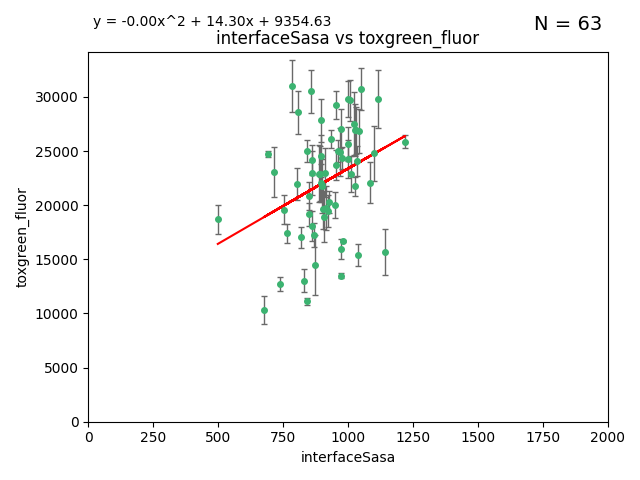 y = -0.00x^2 + 14.30x + 9354.63
N = 63
interfaceSasa vs toxgreen_fluor
toxgreen_fluor
30000
25000
20000
15000
10000
5000
0
0 250 500 750 1000 1250 1500 1750 2000
interfaceSasa